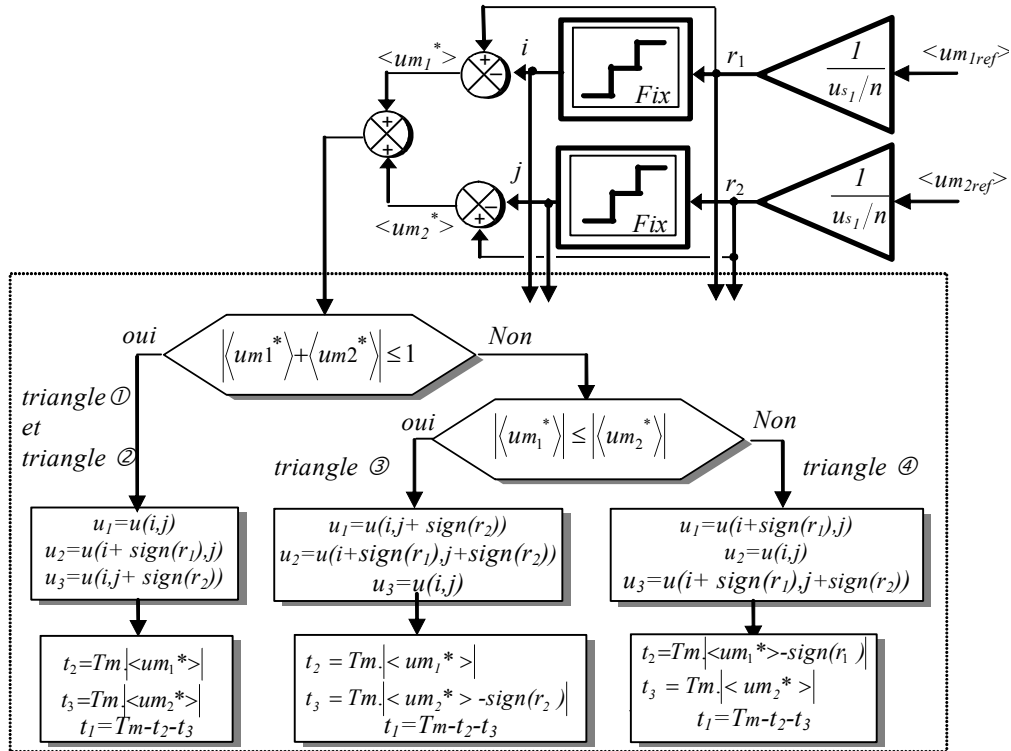 <um₁*>
i
Fix
r₁
1
uₛ₁/n
<um₁ref>
+
−
+
+
<um₂*>
j
Fix
r₂
1
uₛ₁/n
<um₂ref>
−
+
oui
|⟨um1*⟩+⟨um2*⟩| ≤ 1
Non
triangle ①
et
triangle ②
oui
|⟨um₁*⟩| ≤ |⟨um₂*⟩|
Non
triangle ③
triangle ④
u₁=u(i,j)
u₂=u(i+ sign(r₁),j)
u₃=u(i,j+ sign(r₂))
u₁=u(i,j+ sign(r₂))
u₂=u(i+sign(r₁),j+sign(r₂))
u₃=u(i,j)
u₁=u(i+sign(r₁),j)
u₂=u(i,j)
u₃=u(i+ sign(r₁),j+sign(r₂))
t₂=Tm.|<um₁*>|
t₃=Tm.|<um₂*>|
t₁=Tm-t₂-t₃
t₂ = Tm.|< um₁* >|
t₃ = Tm.|< um₂* > -sign(r₂ )|
t₁=Tm-t₂-t₃
t₂=Tm.|<um₁*>-sign(r₁ )|
t₃ = Tm.|< um₂* >|
t₁=Tm-t₂-t₃